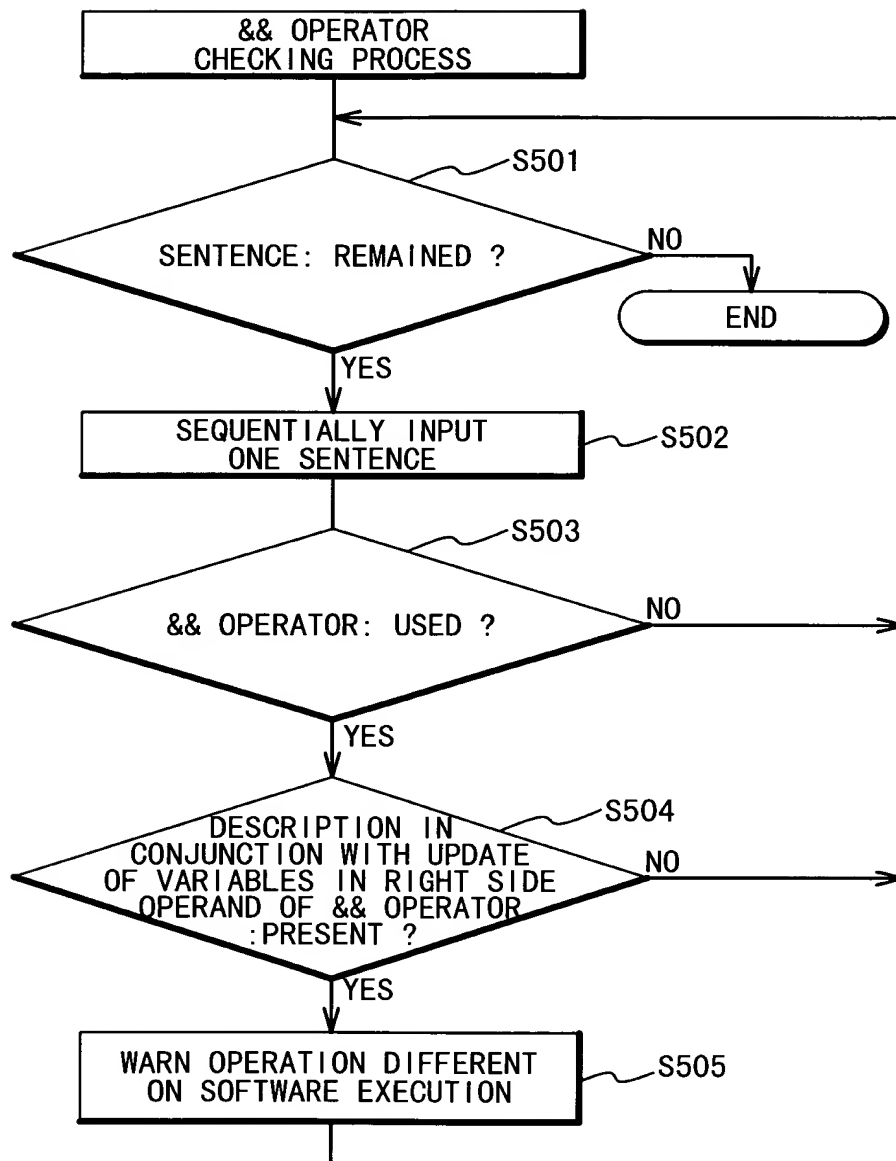 && OPERATOR
CHECKING PROCESS
S501
SENTENCE: REMAINED ?
NO
END
YES
SEQUENTIALLY INPUT
ONE SENTENCE
S502
S503
&& OPERATOR: USED ?
NO
YES
S504
DESCRIPTION IN
CONJUNCTION WITH UPDATE
OF VARIABLES IN RIGHT SIDE
OPERAND OF && OPERATOR
:PRESENT ?
NO
YES
WARN OPERATION DIFFERENT
ON SOFTWARE EXECUTION
S505